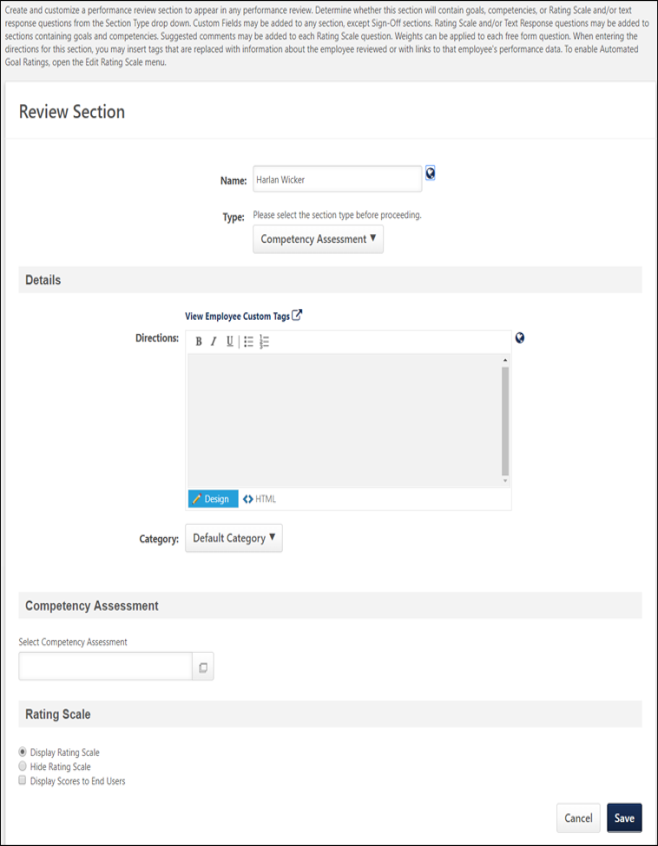 Create and customize a performance review section to appear in any performance review. Determine whether this section will contain goals, competencies, or Rating Scale and/or text
response questions from the Section Type drop down. Custom Fields may be added to any section, except Sign-Off sections. Rating Scale and/or Text Response questions may be added to
sections containing goals and competencies. Suggested comments may be added to each Rating Scale question. Weights can be applied to each free form question. When entering the
directions for this section, you may insert tags that are replaced with information about the employee reviewed or with links to that employee's performance data. To enable Automated
Goal Ratings, open the Edit Rating Scale menu.
Review Section
Name: Harlan Wicker
Type: Please select the section type before proceeding.
Competency Assessment
Details
View Employee Custom Tags
Directions: B I U
Design HTML
Category: Default Category
Competency Assessment
Select Competency Assessment
Rating Scale
Display Rating Scale
Hide Rating Scale
Display Scores to End Users
Cancel Save